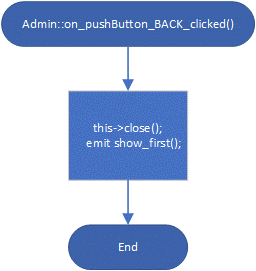 Admin::on_pushButton_BACK_clicked()
this->close();
emit show_first();
End